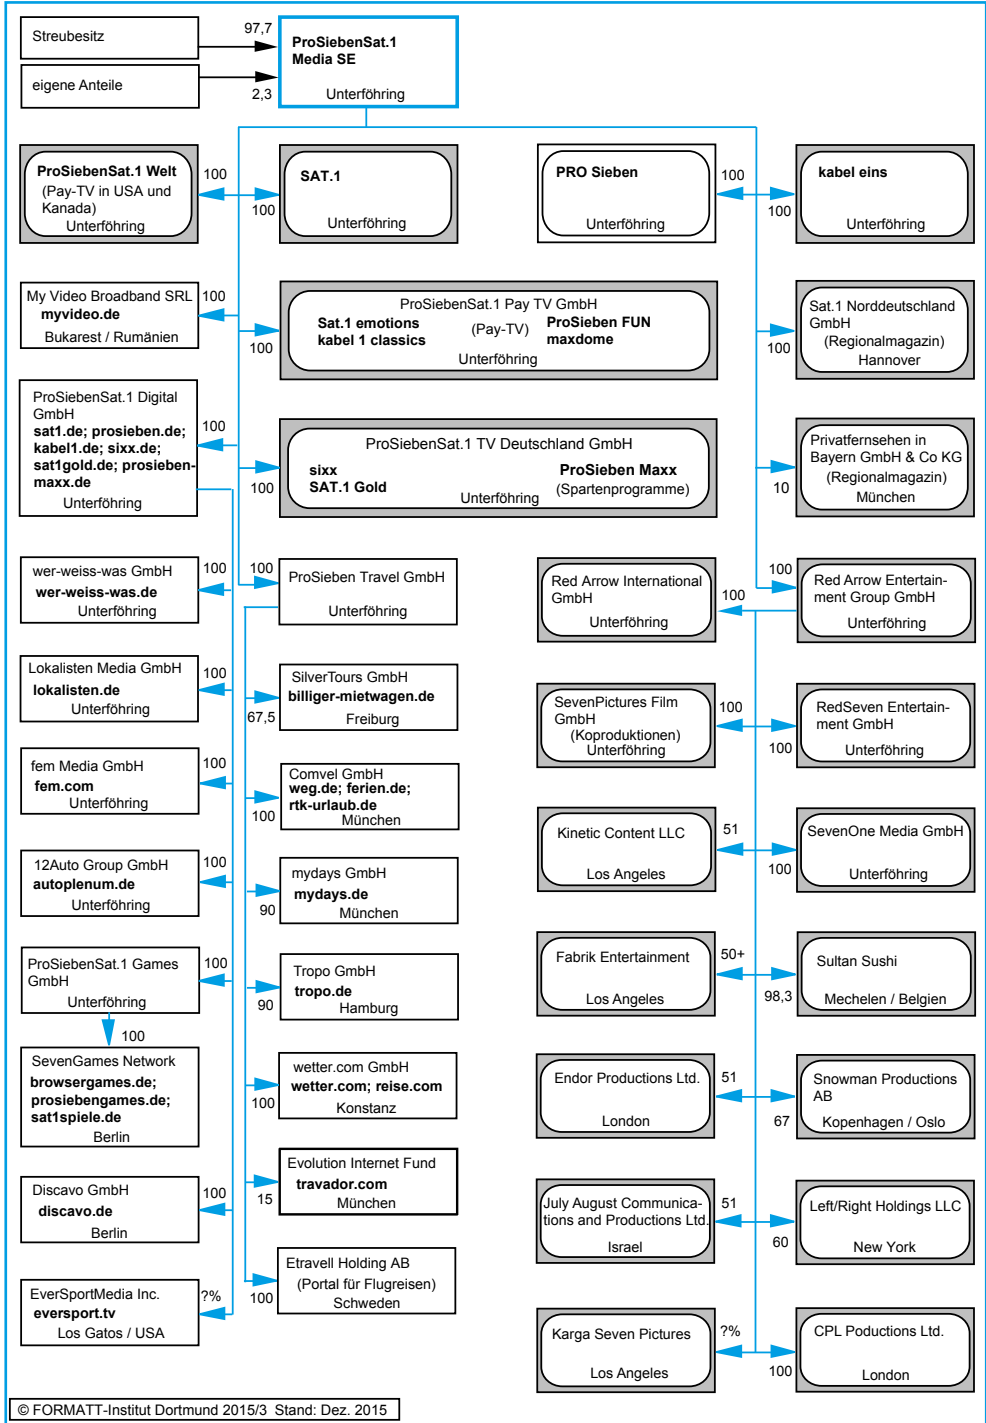 Streubesitz
97,7
ProSiebenSat.1
Media SE
Unterföhring
eigene Anteile
2,3
ProSiebenSat.1 Welt
(Pay-TV in USA und
Kanada)
Unterföhring
100
SAT.1
100
Unterföhring
PRO Sieben
Unterföhring
100
kabel eins
100
Unterföhring
My Video Broadband SRL
myvideo.de
Bukarest / Rumänien
100
ProSiebenSat.1 Pay TV GmbH
Sat.1 emotions
kabel 1 classics
(Pay-TV)
ProSieben FUN
maxdome
Unterföhring
100
Sat.1 Norddeutschland
GmbH
(Regionalmagazin)
Hannover
100
ProSiebenSat.1 Digital
GmbH
sat1.de; prosieben.de;
kabel1.de; sixx.de;
sat1gold.de; prosieben-
maxx.de
Unterföhring
100
ProSiebenSat.1 TV Deutschland GmbH
sixx
SAT.1 Gold
ProSieben Maxx
(Spartenprogramme)
Unterföhring
100
Privatfernsehen in
Bayern GmbH & Co KG
(Regionalmagazin)
München
10
wer-weiss-was GmbH
wer-weiss-was.de
Unterföhring
100
100
ProSieben Travel GmbH
Unterföhring
Red Arrow International
GmbH
Unterföhring
100
100
Red Arrow Entertain-
ment Group GmbH
Unterföhring
Lokalisten Media GmbH
lokalisten.de
Unterföhring
100
SilverTours GmbH
billiger-mietwagen.de
Freiburg
67,5
SevenPictures Film
GmbH
(Koproduktionen)
Unterföhring
100
RedSeven Entertain-
ment GmbH
Unterföhring
100
fem Media GmbH
fem.com
Unterföhring
100
Comvel GmbH
weg.de; ferien.de;
rtk-urlaub.de
München
100
Kinetic Content LLC
Los Angeles
51
SevenOne Media GmbH
Unterföhring
100
12Auto Group GmbH
autoplenum.de
Unterföhring
100
mydays GmbH
mydays.de
München
90
Fabrik Entertainment
Los Angeles
50+
Sultan Sushi
Mechelen / Belgien
98,3
ProSiebenSat.1 Games
GmbH
Unterföhring
100
Tropo GmbH
tropo.de
Hamburg
90
100
SevenGames Network
browsergames.de;
prosiebengames.de;
sat1spiele.de
Berlin
wetter.com GmbH
wetter.com; reise.com
Konstanz
100
Endor Productions Ltd.
London
51
Snowman Productions
AB
Kopenhagen / Oslo
67
Discavo GmbH
discavo.de
Berlin
100
Evolution Internet Fund
travador.com
München
15
July August Communica-
tions and Productions Ltd.
Israel
51
Left/Right Holdings LLC
New York
60
EverSportMedia Inc.
eversport.tv
Los Gatos / USA
?%
Etravell Holding AB
(Portal für Flugreisen)
Schweden
100
Karga Seven Pictures
Los Angeles
?%
CPL Poductions Ltd.
London
100
© FORMATT-Institut Dortmund 2015/3 Stand: Dez. 2015